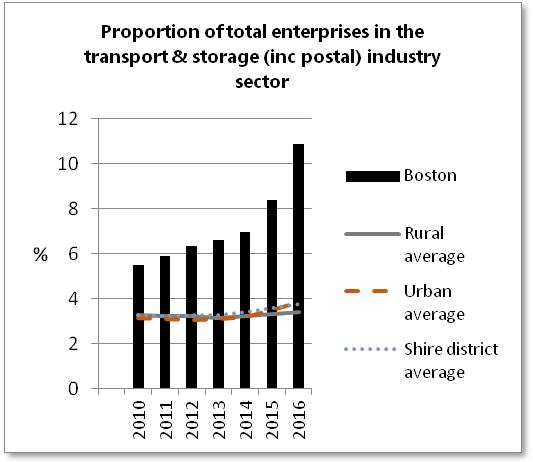 Proportion of total enterprises in the
transport & storage (inc postal) industry
sector
12
10
8
6
4
2
0
%
2010
2011
2012
2013
2014
2015
2016
Boston
Rural
average
Urban
average
Shire district
average